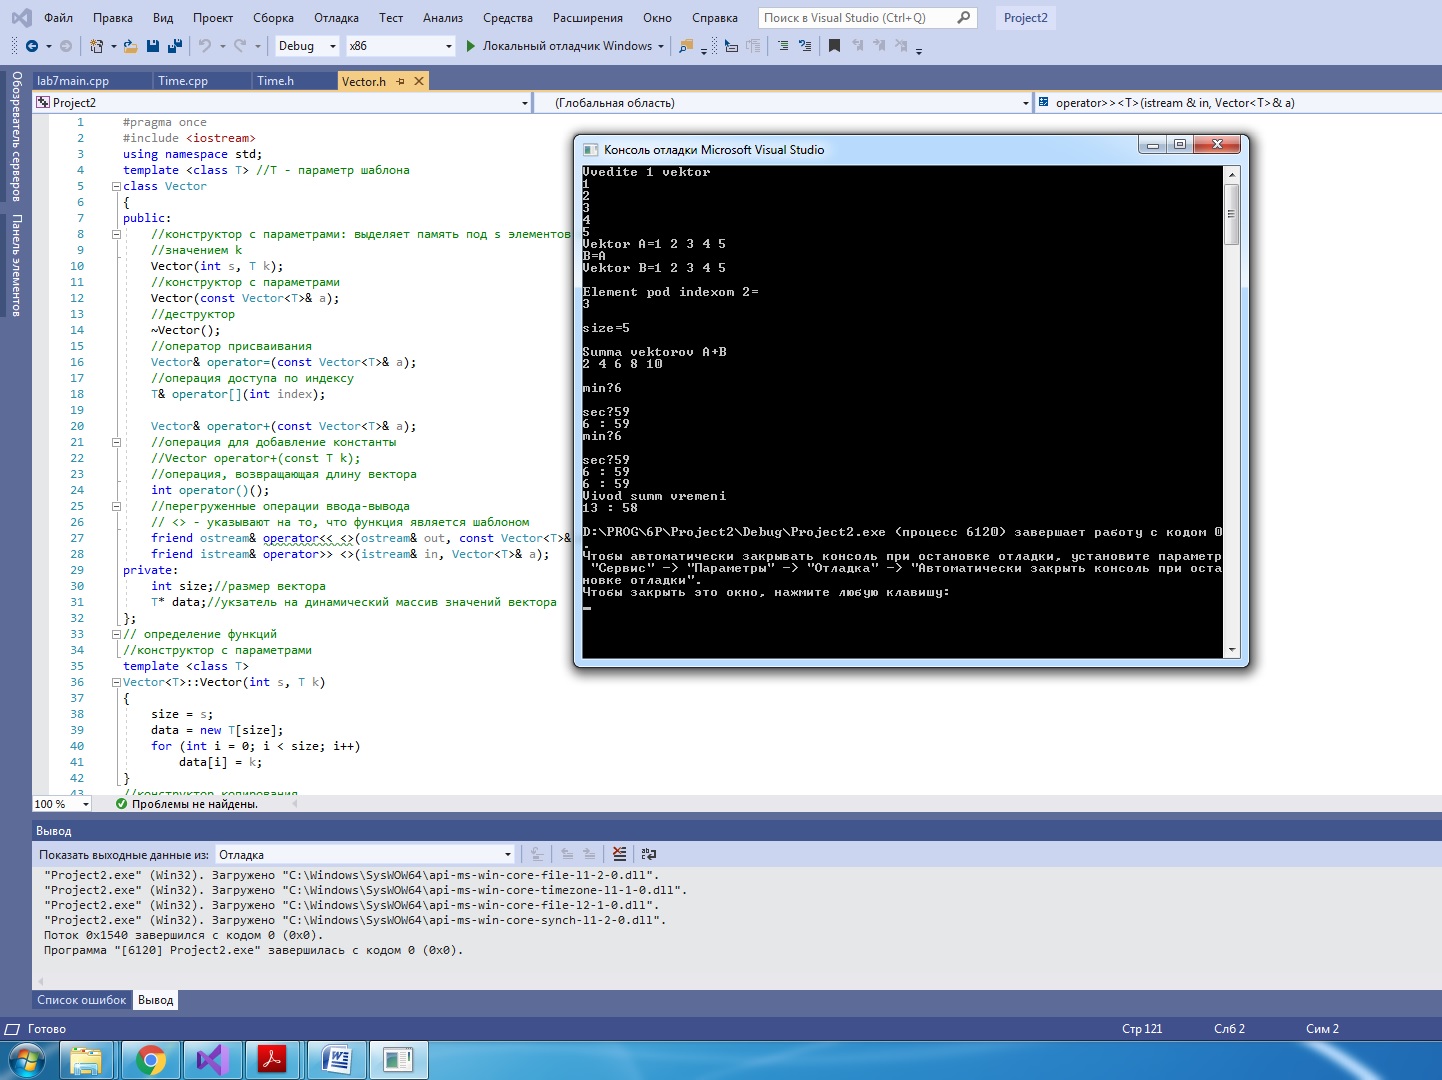 Файл Правка Вид Проект Сборка Отладка Тест Анализ Средства Расширения Окно Справка Поиск в Visual Studio (Ctrl+Q) Project2
Debug x86 Локальный отладчик Windows
Обозреватель серверов
Панель элементов
lab7main.cpp Time.cpp Time.h Vector.h
Project2 (Глобальная область) operator>><T>(istream & in, Vector<T>& a)
1 #pragma once
2 #include <iostream>
3 using namespace std;
4 template <class T> //T - параметр шаблона
5 class Vector
6 {
7 public:
8 //конструктор с параметрами: выделяет память под s элементов
9 //значением k
10 Vector(int s, T k);
11 //конструктор с параметрами
12 Vector(const Vector<T>& a);
13 //деструктор
14 ~Vector();
15 //оператор присваивания
16 Vector& operator=(const Vector<T>& a);
17 //операция доступа по индексу
18 T& operator[](int index);
19
20 Vector& operator+(const Vector<T>& a);
21 //операция для добавление константы
22 //Vector operator+(const T k);
23 //операция, возвращающая длину вектора
24 int operator()();
25 //перегруженные операции ввода-вывода
26 // <> - указывают на то, что функция является шаблоном
27 friend ostream& operator<< <>(ostream& out, const Vector<T>&
28 friend istream& operator>> <>(istream& in, Vector<T>& a);
29 private:
30 int size;//размер вектора
31 T* data;//укзатель на динамический массив значений вектора
32 };
33 // определение функций
34 //конструктор с параметрами
35 template <class T>
36 Vector<T>::Vector(int s, T k)
37 {
38 size = s;
39 data = new T[size];
40 for (int i = 0; i < size; i++)
41 data[i] = k;
42 }
43 //конструктор копирования
Консоль отладки Microsoft Visual Studio
Vvedite 1 vektor
1
2
3
4
5
Vektor A=1 2 3 4 5
B=A
Vektor B=1 2 3 4 5
Element pod indexom 2=
3
size=5
Summa vektorov A+B
2 4 6 8 10
min?6
sec?59
6 : 59
min?6
sec?59
6 : 59
6 : 59
Vivod summ vremeni
13 : 58
D:\PROG\6P\Project2\Debug\Project2.exe (процесс 6120) завершает работу с кодом 0
.
Чтобы автоматически закрывать консоль при остановке отладки, установите параметр
"Сервис" -> "Параметры" -> "Отладка" -> "Автоматически закрыть консоль при оста
новке отладки".
Чтобы закрыть это окно, нажмите любую клавишу:
100 % Проблемы не найдены.
Вывод
Показать выходные данные из: Отладка
"Project2.exe" (Win32). Загружено "C:\Windows\SysWOW64\api-ms-win-core-file-l1-2-0.dll".
"Project2.exe" (Win32). Загружено "C:\Windows\SysWOW64\api-ms-win-core-timezone-l1-1-0.dll".
"Project2.exe" (Win32). Загружено "C:\Windows\SysWOW64\api-ms-win-core-file-l2-1-0.dll".
"Project2.exe" (Win32). Загружено "C:\Windows\SysWOW64\api-ms-win-core-synch-l1-2-0.dll".
Поток 0x1540 завершился с кодом 0 (0x0).
Программа "[6120] Project2.exe" завершилась с кодом 0 (0x0).
Список ошибок Вывод
Готово Стр 121 Слб 2 Сим 2